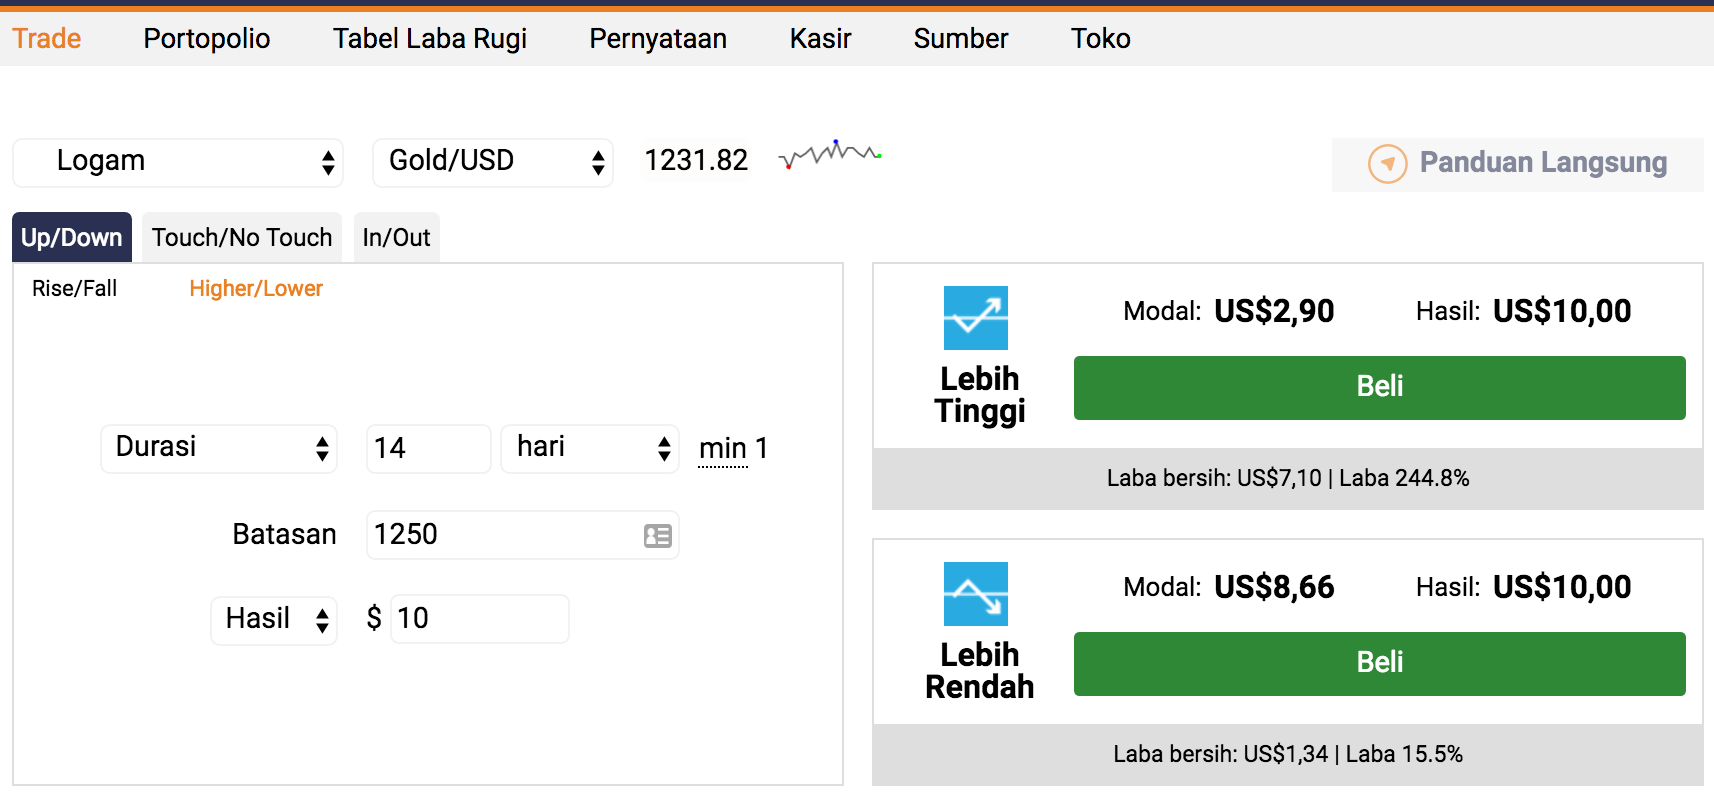 Trade Portopolio Tabel Laba Rugi Pernyataan Kasir Sumber Toko
Logam Gold/USD 1231.82 Panduan Langsung
Up/Down Touch/No Touch In/Out
Rise/Fall Higher/Lower
Durasi 14 hari min 1
Batasan 1250
Hasil $ 10
Modal: US$2,90 Hasil: US$10,00
Lebih
Tinggi
Beli
Laba bersih: US$7,10 | Laba 244.8%
Modal: US$8,66 Hasil: US$10,00
Lebih
Rendah
Beli
Laba bersih: US$1,34 | Laba 15.5%